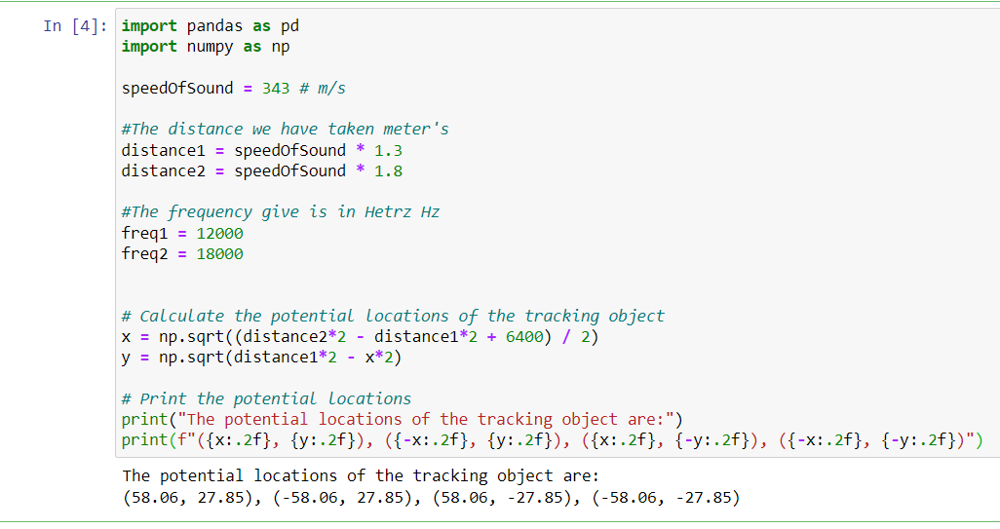 In [4]: import pandas as pd
import numpy as np
speedOfSound = 343 # m/s
#The distance we have taken meter's
distance1 = speedOfSound * 1.3
distance2 = speedOfSound * 1.8
#The frequency give is in Hetrz Hz
freq1 = 12000
freq2 = 18000
# Calculate the potential locations of the tracking object
x = np.sqrt((distance2*2 - distance1*2 + 6400) / 2)
y = np.sqrt(distance1*2 - x*2)
# Print the potential locations
print("The potential locations of the tracking object are:")
print(f"({x:.2f}, {y:.2f}), ({-x:.2f}, {y:.2f}), ({x:.2f}, {-y:.2f}), ({-x:.2f}, {-y:.2f})")
The potential locations of the tracking object are:
(58.06, 27.85), (-58.06, 27.85), (58.06, -27.85), (-58.06, -27.85)